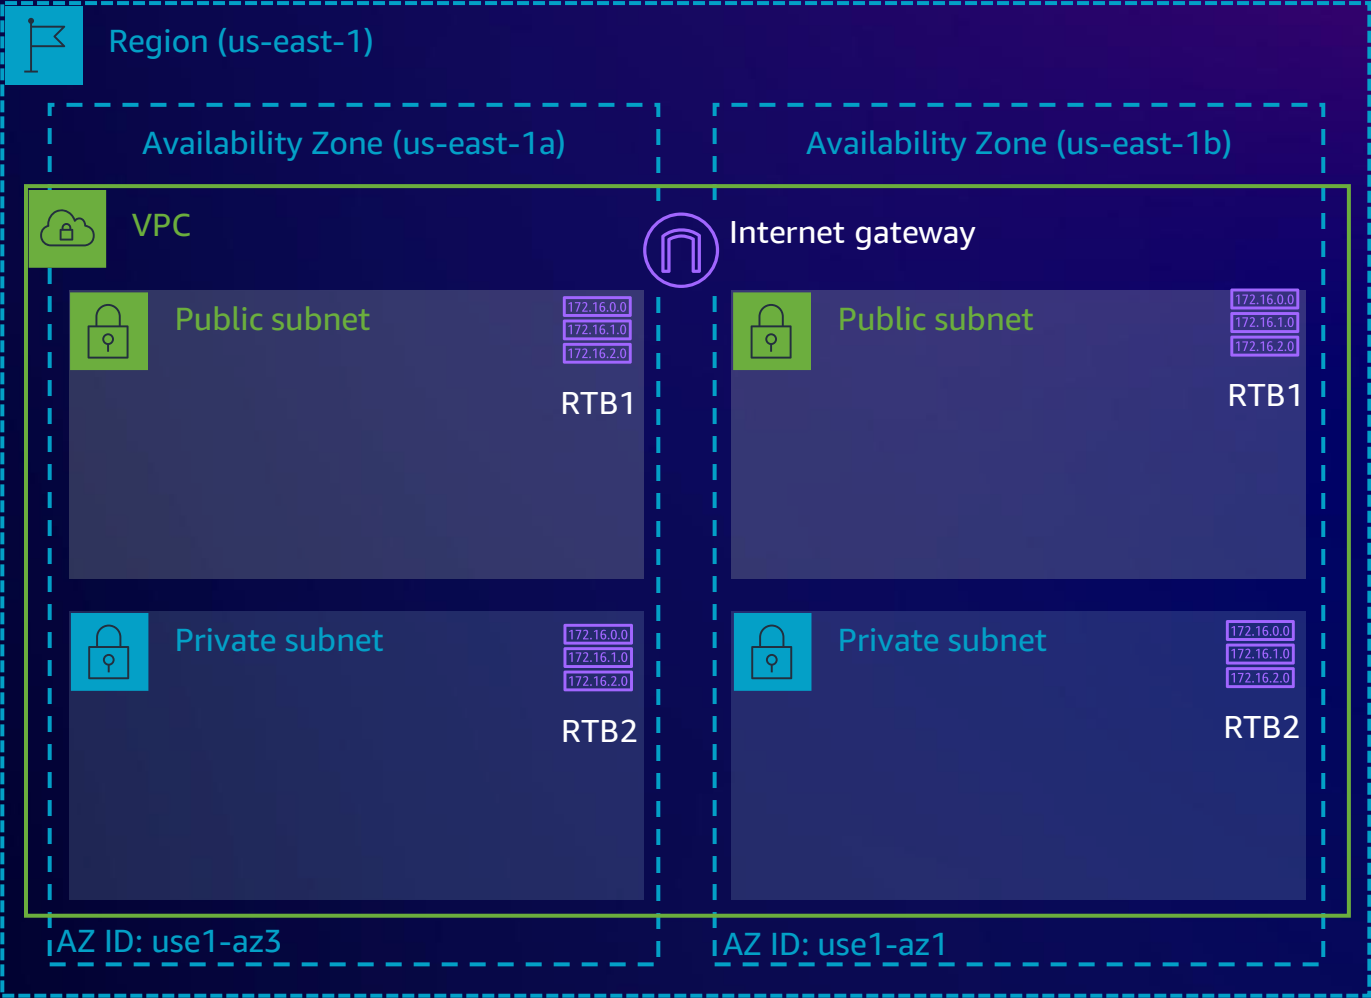 Region (us-east-1)
Availability Zone (us-east-1a)
Availability Zone (us-east-1b)
VPC
Internet gateway
Public subnet
172.16.0.0
172.16.1.0
172.16.2.0
RTB1
Public subnet
172.16.0.0
172.16.1.0
172.16.2.0
RTB1
Private subnet
172.16.0.0
172.16.1.0
172.16.2.0
RTB2
Private subnet
172.16.0.0
172.16.1.0
172.16.2.0
RTB2
AZ ID: use1-az3
AZ ID: use1-az1